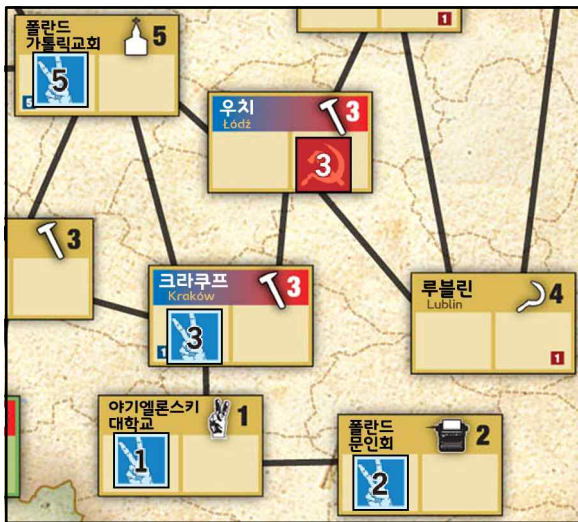 폴란드
가톨릭교회
5
5
5
1
우치
Łódź
3
3
3
크라쿠프
Kraków
3
1
3
루블린
Lublin
4
1
야기엘론스키
대학교
1
1
폴란드
문인회
2
2